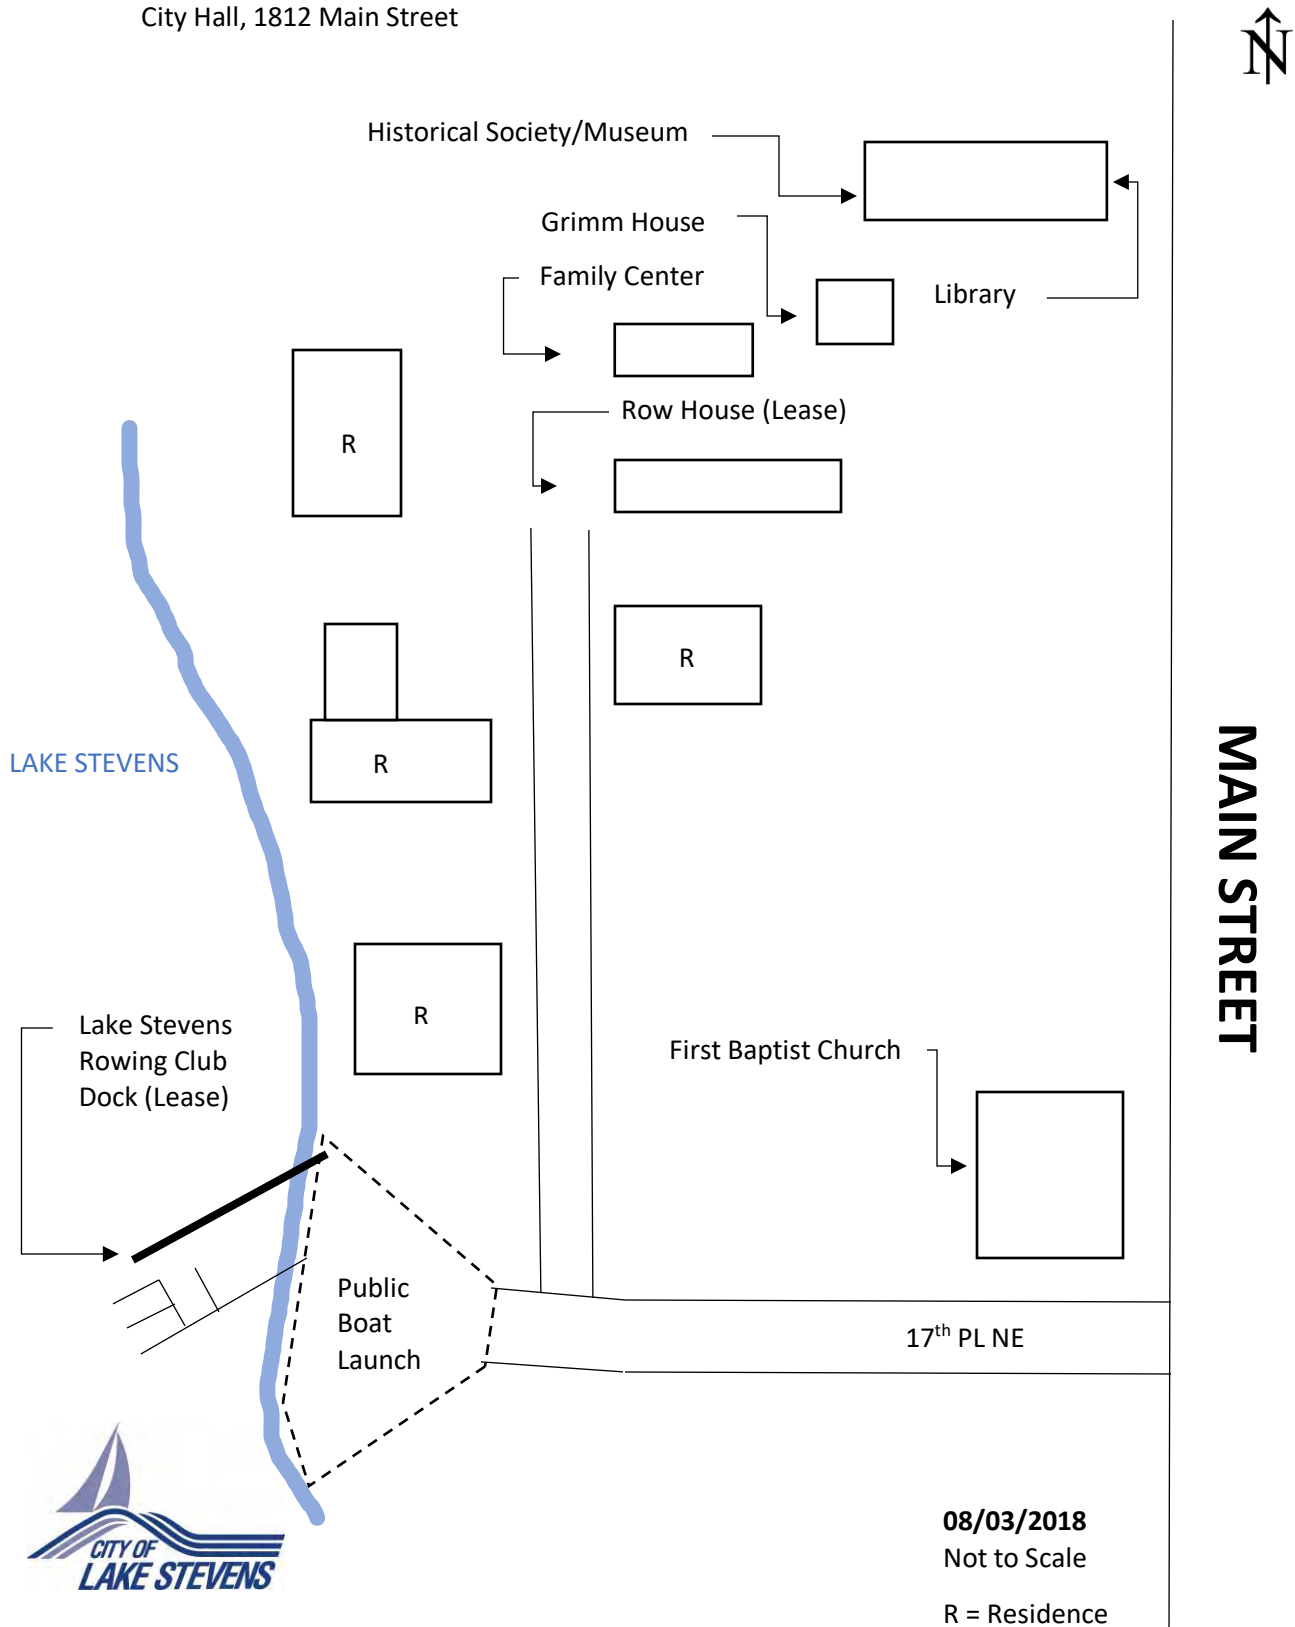 City Hall, 1812 Main Street
N
Historical Society/Museum
Grimm House
Family Center
Library
Row House (Lease)
R
R
R
LAKE STEVENS
MAIN STREET
R
Lake Stevens
Rowing Club
Dock (Lease)
First Baptist Church
Public
Boat
Launch
17th PL NE
CITY OF
LAKE STEVENS
08/03/2018
Not to Scale
R = Residence